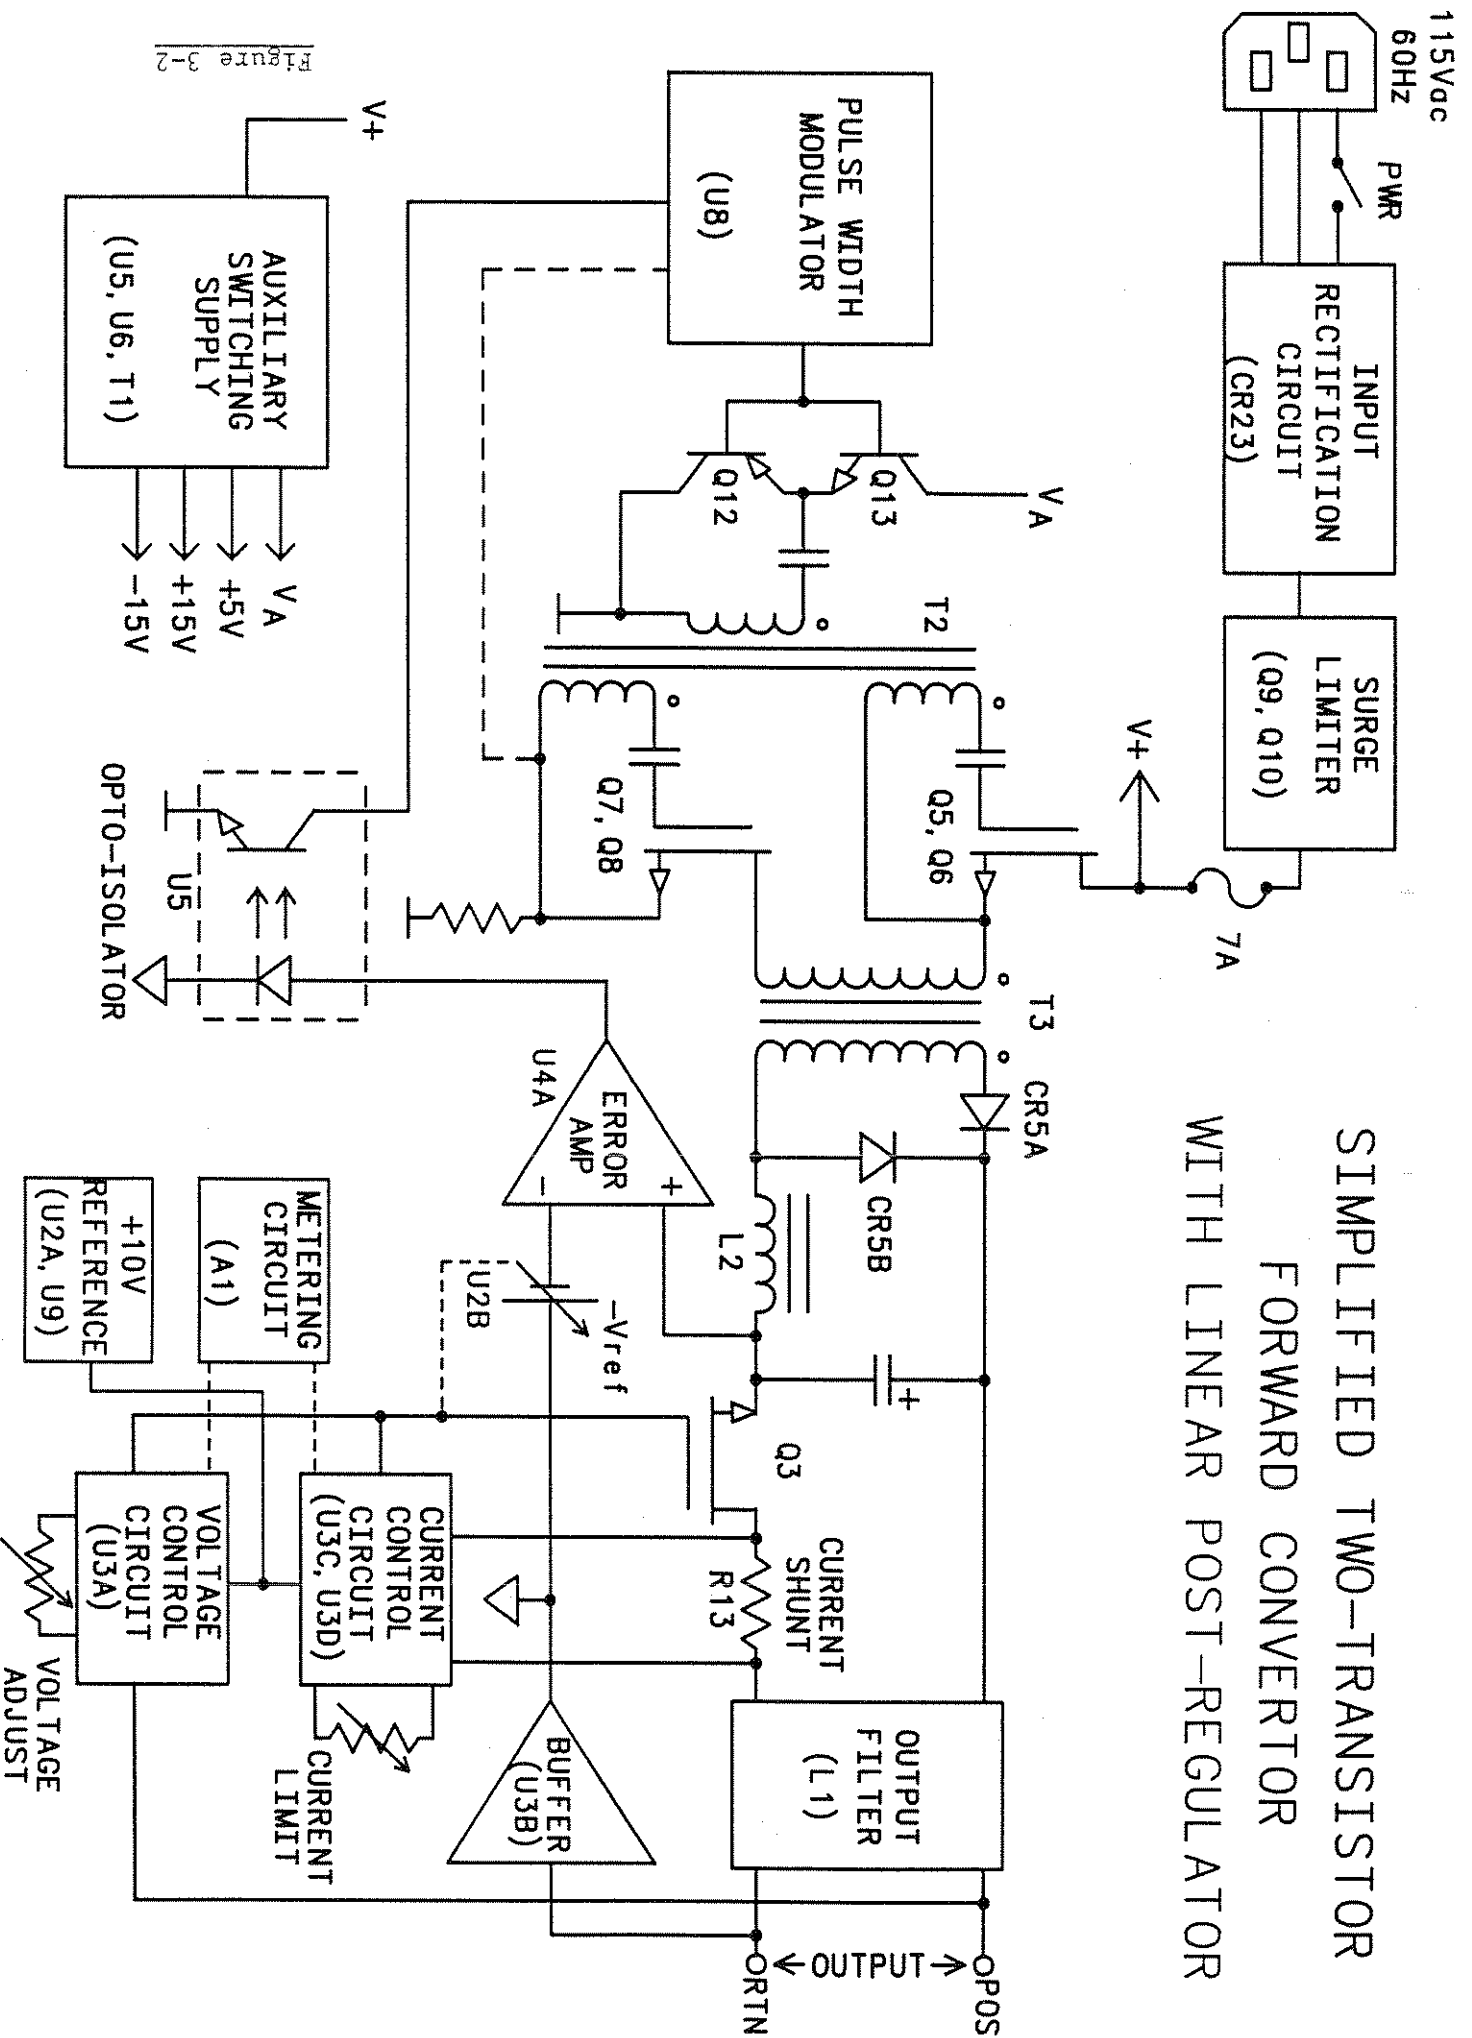 SIMPLIFIED TWO-TRANSISTOR
FORWARD CONVERTOR
WITH LINEAR POST-REGULATOR
115Vac
60Hz
PWR
INPUT
RECTIFICATION
CIRCUIT
(CR23)
SURGE
LIMITER
(Q9, Q10)
7A
V+
VA
T2
Q5, Q6
T3
CR5A
CR5B
PULSE WIDTH
MODULATOR
(U8)
Q13
Q12
Q7, Q8
L2
+
Q3
CURRENT
SHUNT
R13
OUTPUT
FILTER
(L1)
POS
OUTPUT
RTN
ERROR
AMP
+
-
U4A
-Vref
U2B
BUFFER
(U3B)
V+
AUXILIARY
SWITCHING
SUPPLY
(U5, U6, T1)
VA
+5V
+15V
-15V
U5
OPTO-ISOLATOR
METERING
CIRCUIT
(A1)
+10V
REFERENCE
(U2A, U9)
CURRENT
CONTROL
CIRCUIT
(U3C, U3D)
CURRENT
LIMIT
VOLTAGE
CONTROL
CIRCUIT
(U3A)
VOLTAGE
ADJUST
Figure 3-2